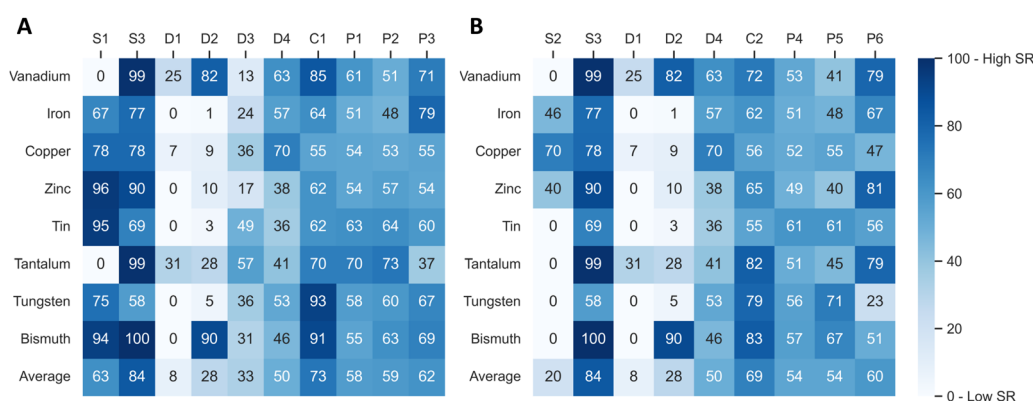 A
S1 S3 D1 D2 D3 D4 C1 P1 P2 P3
Vanadium 0 99 25 82 13 63 85 61 51 71
Iron 67 77 0 1 24 57 64 51 48 79
Copper 78 78 7 9 36 70 55 54 53 55
Zinc 96 90 0 10 17 38 62 54 57 54
Tin 95 69 0 3 49 36 62 63 64 60
Tantalum 0 99 31 28 57 41 70 70 73 37
Tungsten 75 58 0 5 36 53 93 58 60 67
Bismuth 94 100 0 90 31 46 91 55 63 69
Average 63 84 8 28 33 50 73 58 59 62
B
S2 S3 D1 D2 D4 C2 P4 P5 P6
Vanadium 0 99 25 82 63 72 53 41 79
Iron 46 77 0 1 57 62 51 48 67
Copper 70 78 7 9 70 56 52 55 47
Zinc 40 90 0 10 38 65 49 40 81
Tin 0 69 0 3 36 55 61 61 56
Tantalum 0 99 31 28 41 82 51 45 79
Tungsten 0 58 0 5 53 79 56 71 23
Bismuth 0 100 0 90 46 83 57 67 51
Average 20 84 8 28 50 69 54 54 60
100 - High SR
80
60
40
20
0 - Low SR